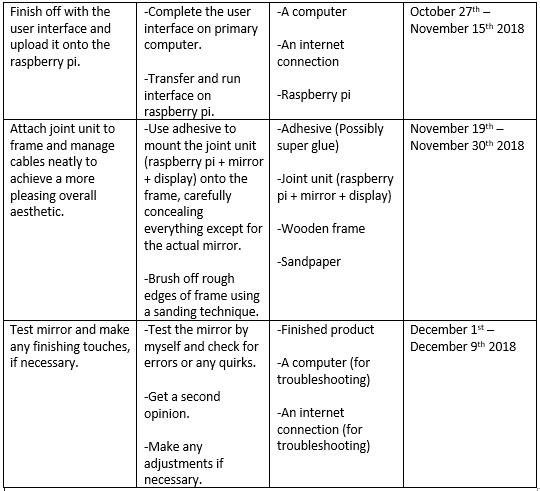 Finish off with the
user interface and
upload it onto the
raspberry pi.
-Complete the user
interface on primary
computer.
-Transfer and run
interface on
raspberry pi.
-A computer
-An internet
connection
-Raspberry pi
October 27th –
November 15th 2018
Attach joint unit to
frame and manage
cables neatly to
achieve a more
pleasing overall
aesthetic.
-Use adhesive to
mount the joint unit
(raspberry pi + mirror
+ display) onto the
frame, carefully
concealing
everything except for
the actual mirror.
-Brush off rough
edges of frame using
a sanding technique.
-Adhesive (Possibly
super glue)
-Joint unit (raspberry
pi + mirror + display)
-Wooden frame
-Sandpaper
November 19th –
November 30th 2018
Test mirror and make
any finishing touches,
if necessary.
-Test the mirror by
myself and check for
errors or any quirks.
-Get a second
opinion.
-Make any
adjustments if
necessary.
-Finished product
-A computer (for
troubleshooting)
-An internet
connection (for
troubleshooting)
December 1st –
December 9th 2018